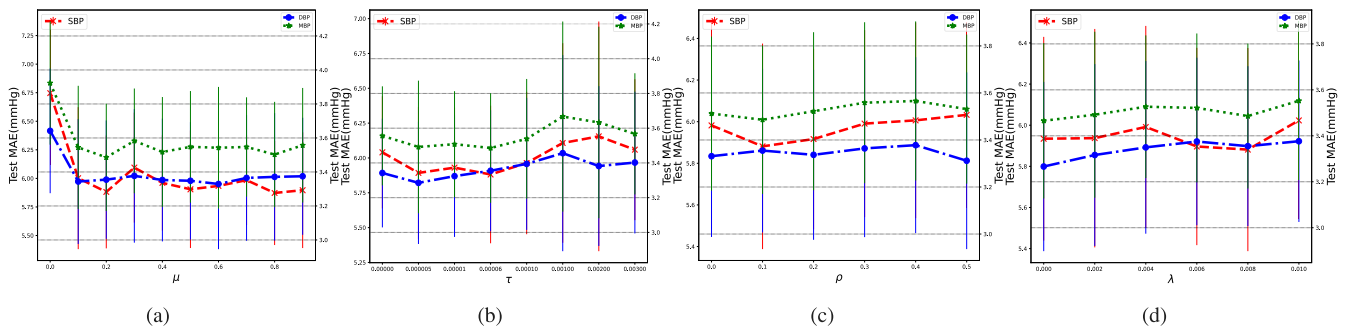 SBP
DBP
MBP
7.25
7.00
6.75
6.50
6.25
6.00
5.75
5.50
4.2
4.0
3.8
3.6
3.4
3.2
3.0
0.0
0.2
0.4
0.6
0.8
Test MAE(mmHg)
Test MAE(mmHg)
μ
(a)
SBP
DBP
MBP
7.00
6.75
6.50
6.25
6.00
5.75
5.50
5.25
4.2
4.0
3.8
3.6
3.4
3.2
3.0
0.00000
0.000005
0.00001
0.00006
0.00010
0.00100
0.00200
0.00300
Test MAE(mmHg)
Test MAE(mmHg)
τ
(b)
SBP
DBP
MBP
6.4
6.2
6.0
5.8
5.6
5.4
3.8
3.6
3.4
3.2
3.0
0.0
0.1
0.2
0.3
0.4
0.5
Test MAE(mmHg)
Test MAE(mmHg)
ρ
(c)
SBP
DBP
MBP
6.4
6.2
6.0
5.8
5.6
5.4
3.8
3.6
3.4
3.2
3.0
0.000
0.002
0.004
0.006
0.008
0.010
Test MAE(mmHg)
Test MAE(mmHg)
λ
(d)